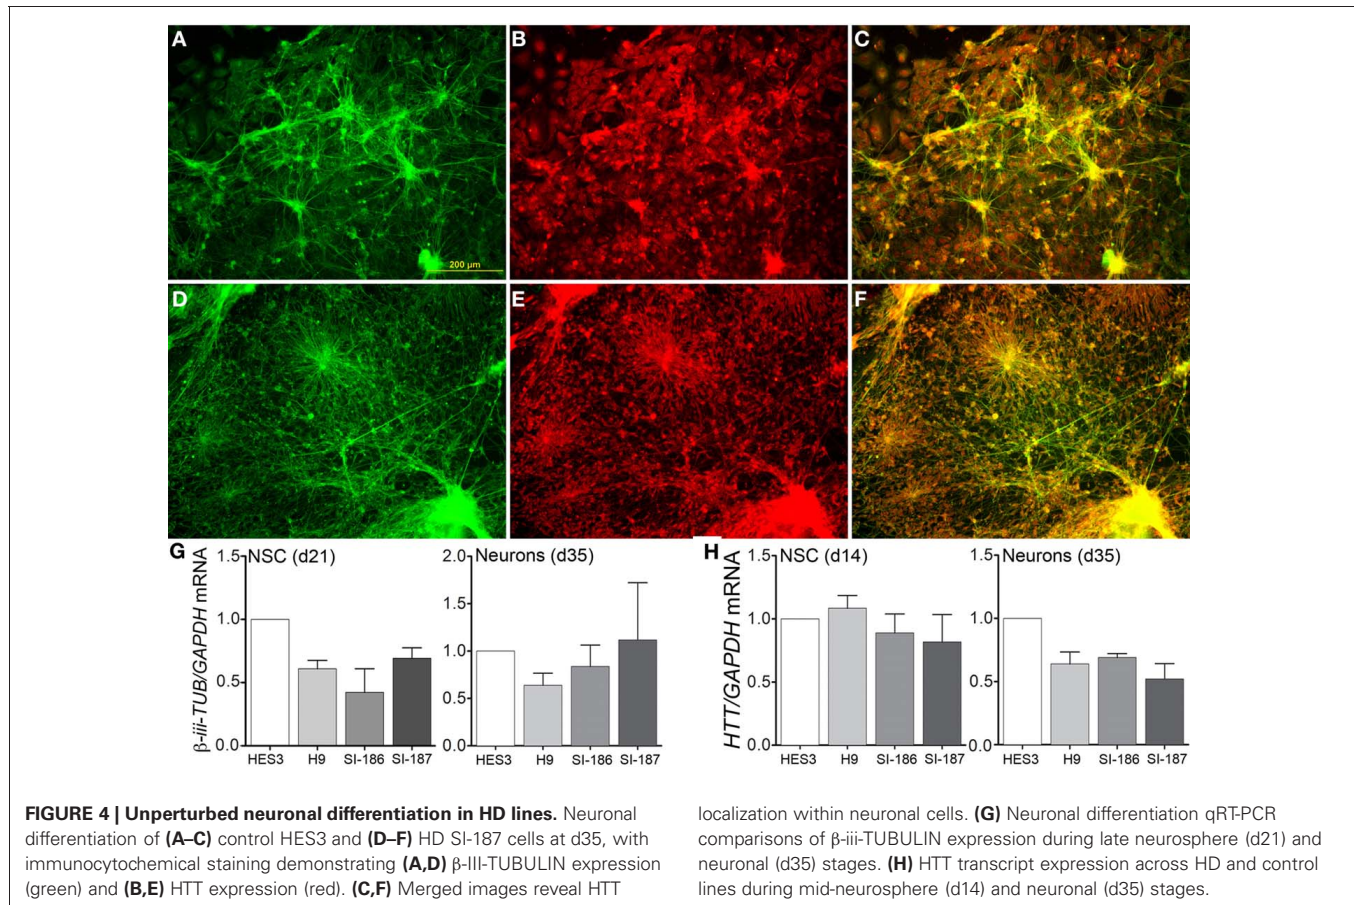 A
B
C
200 µm
D
E
F
G
NSC (d21)
β-iii-TUB/GAPDH mRNA
1.5
1.0
0.5
0.0
HES3 H9 SI-186 SI-187
Neurons (d35)
2.0
1.5
1.0
0.5
0.0
HES3 H9 SI-186 SI-187
H
NSC (d14)
HTT/GAPDH mRNA
1.5
1.0
0.5
0.0
HES3 H9 SI-186 SI-187
Neurons (d35)
1.5
1.0
0.5
0.0
HES3 H9 SI-186 SI-187
FIGURE 4 | Unperturbed neuronal differentiation in HD lines. Neuronal
differentiation of (A–C) control HES3 and (D–F) HD SI-187 cells at d35, with
immunocytochemical staining demonstrating (A,D) β-III-TUBULIN expression
(green) and (B,E) HTT expression (red). (C,F) Merged images reveal HTT
localization within neuronal cells. (G) Neuronal differentiation qRT-PCR
comparisons of β-iii-TUBULIN expression during late neurosphere (d21) and
neuronal (d35) stages. (H) HTT transcript expression across HD and control
lines during mid-neurosphere (d14) and neuronal (d35) stages.